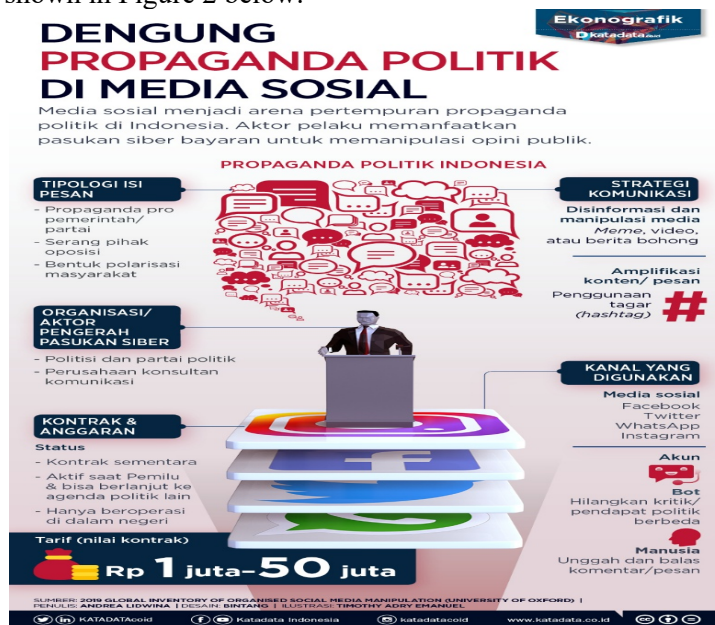 shown in Figure 2 below.
Ekonografik
katadata.co.id
DENGUNG
PROPAGANDA POLITIK
DI MEDIA SOSIAL
Media sosial menjadi arena pertempuran propaganda
politik di Indonesia. Aktor pelaku memanfaatkan
pasukan siber bayaran untuk memanipulasi opini publik.
PROPAGANDA POLITIK INDONESIA
TIPOLOGI ISI
PESAN
- Propaganda pro
pemerintah/
partai
- Serang pihak
oposisi
- Bentuk polarisasi
masyarakat
ORGANISASI/
AKTOR
PENGERAH
PASUKAN SIBER
- Politisi dan partai politik
- Perusahaan konsultan
komunikasi
KONTRAK &
ANGGARAN
Status
- Kontrak sementara
- Aktif saat Pemilu
& bisa berlanjut ke
agenda politik lain
- Hanya beroperasi
di dalam negeri
Tarif (nilai kontrak)
Rp 1 juta-50 juta
STRATEGI
KOMUNIKASI
Disinformasi dan
manipulasi media
Meme, video,
atau berita bohong
Amplifikasi
konten/ pesan
Penggunaan
tagar
(hashtag)
#
KANAL YANG
DIGUNAKAN
Media sosial
Facebook
Twitter
WhatsApp
Instagram
Akun
Bot
Hilangkan kritik/
pendapat politik
berbeda
Manusia
Unggah dan balas
komentar/pesan
SUMBER: 2019 GLOBAL INVENTORY OF ORGANISED SOCIAL MEDIA MANIPULATION (UNIVERSITY OF OXFORD) |
PENULIS: ANDREA LIDWINA | DESAIN: BINTANG | ILUSTRASI: TIMOTHY ADRY EMANUEL
KATADATAcoid
Katadata Indonesia
katadatacoid
www.katadata.co.id